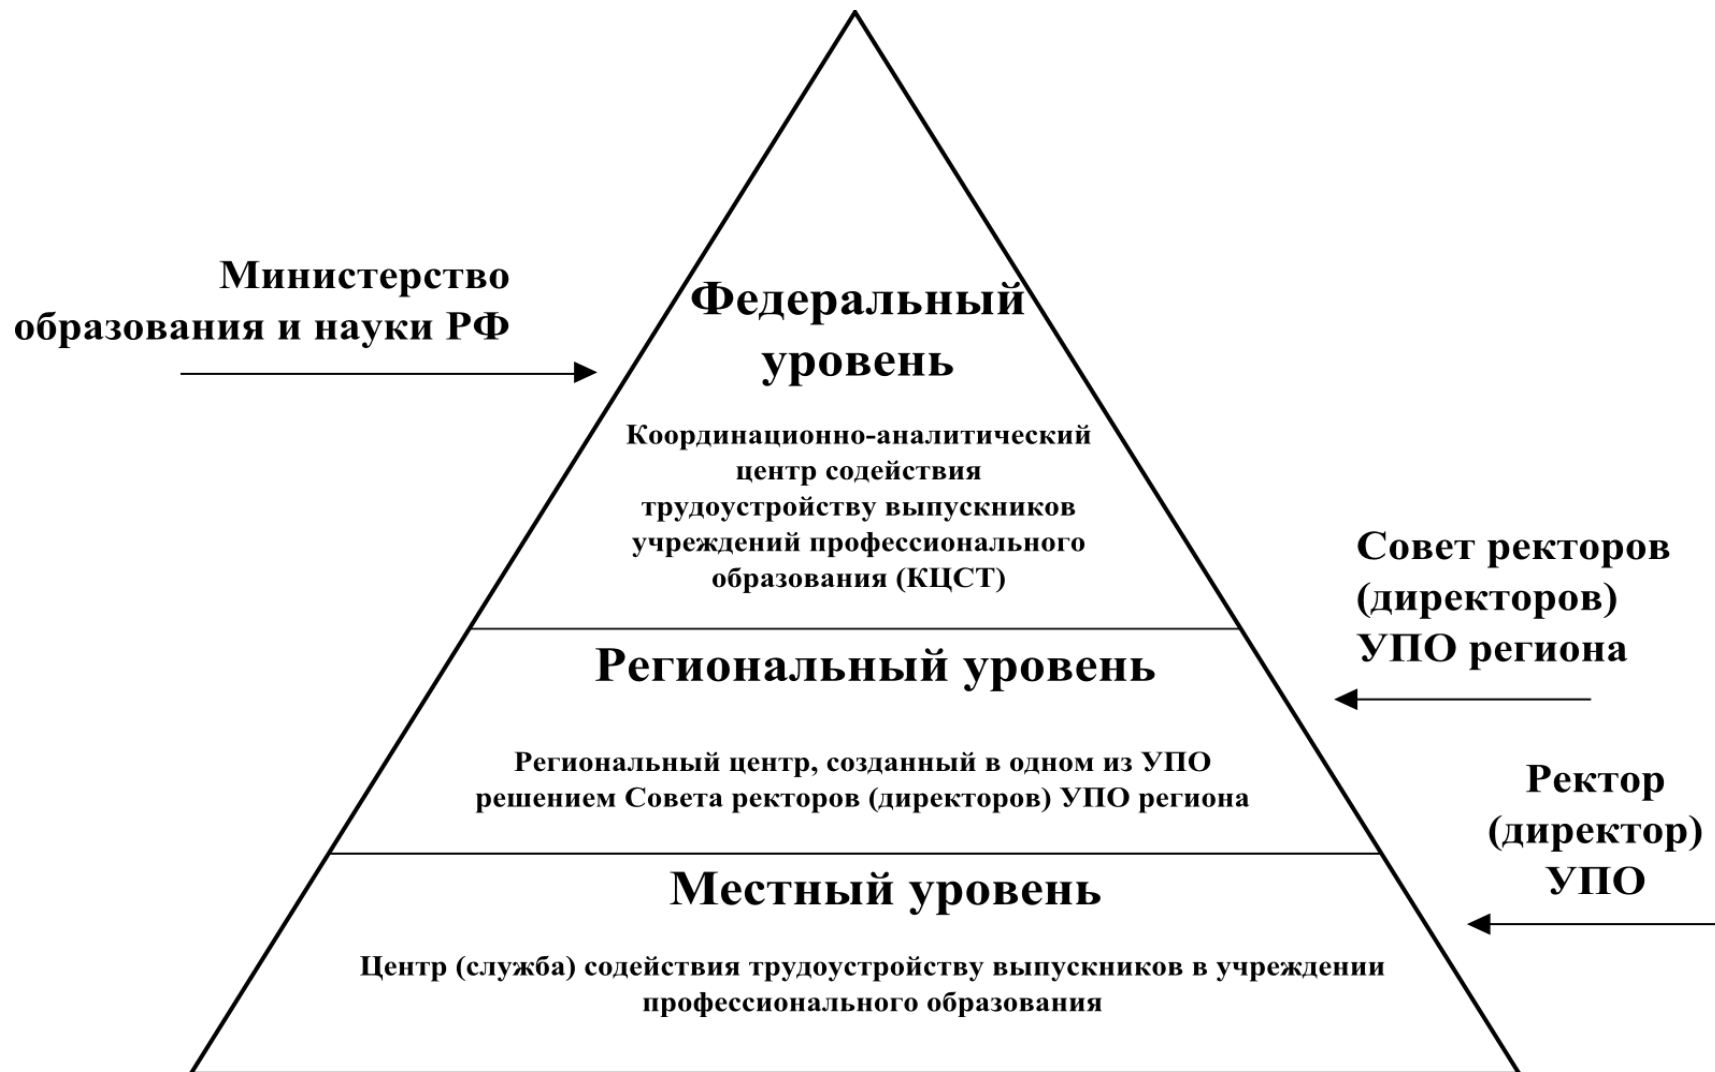 Министерство
образования и науки РФ
Федеральный
уровень
Координационно-аналитический
центр содействия
трудоустройству выпускников
учреждений профессионального
образования (КЦСТ)
Совет ректоров
(директоров)
УПО региона
Региональный уровень
Региональный центр, созданный в одном из УПО
решением Совета ректоров (директоров) УПО региона
Ректор
(директор)
УПО
Местный уровень
Центр (служба) содействия трудоустройству выпускников в учреждении
профессионального образования